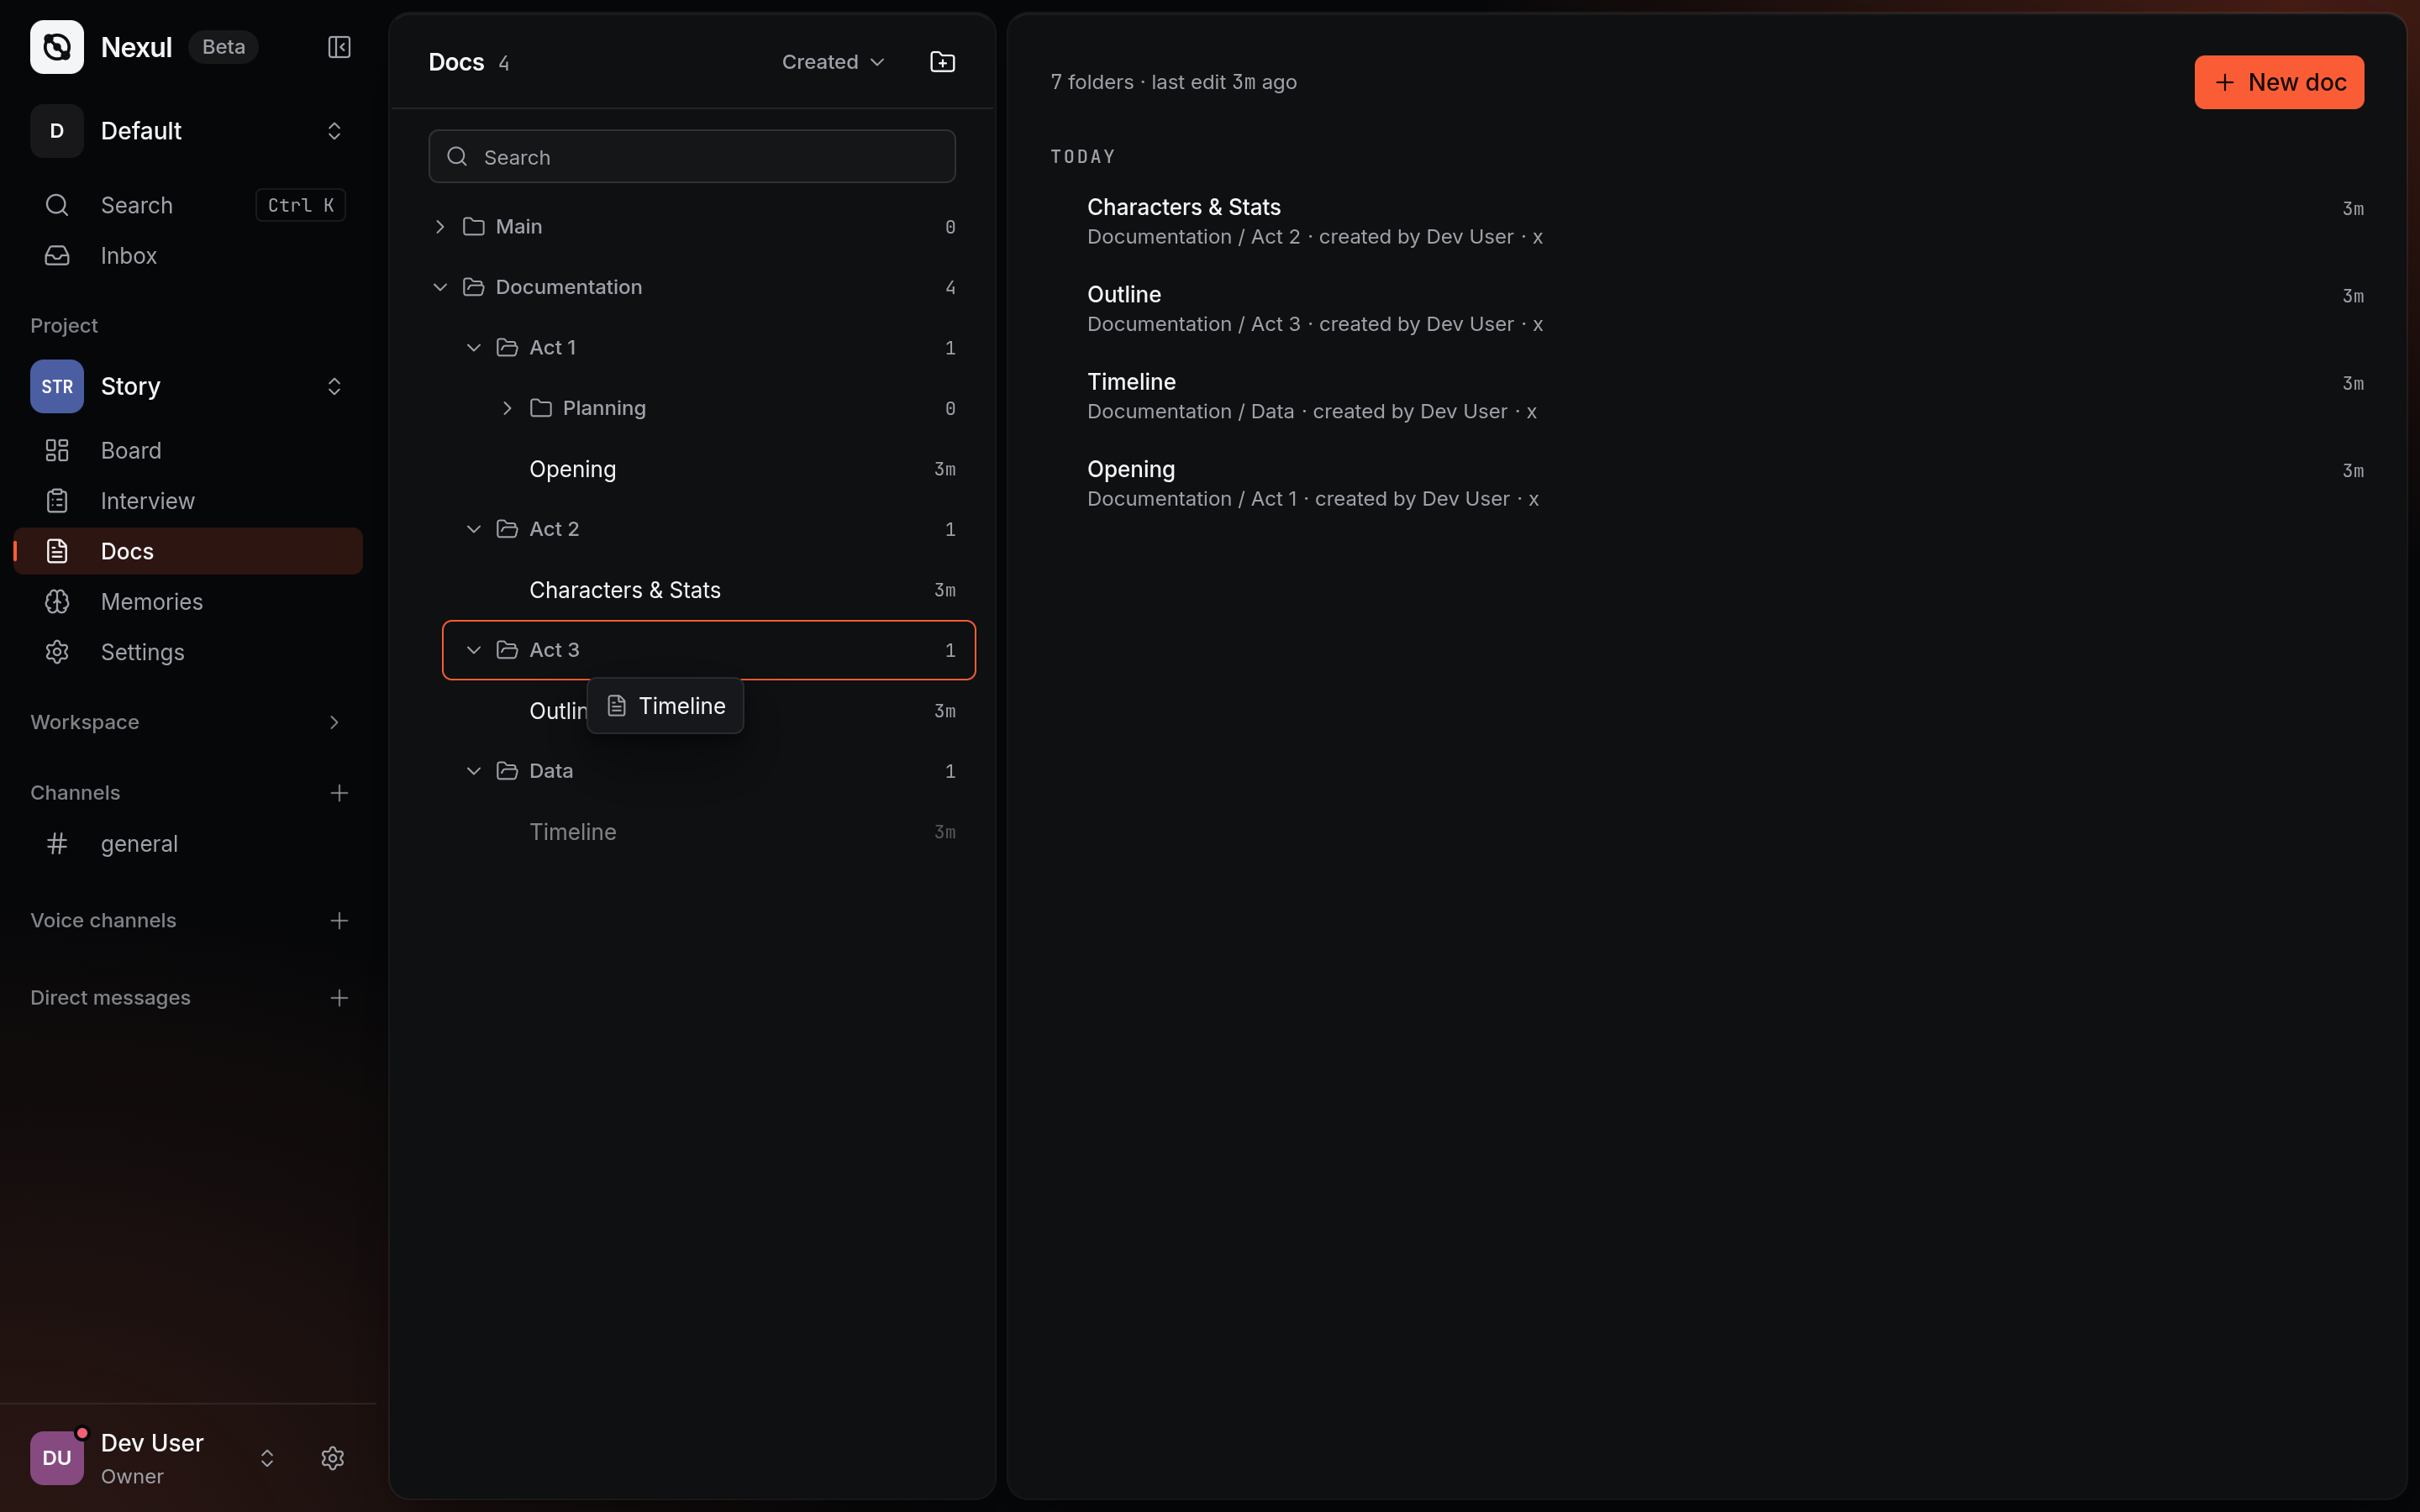 Nexul Beta
D Default
Search Ctrl K
Inbox
Project
STR Story
Board
Interview
Docs
Memories
Settings
Workspace
Channels
general
Voice channels
Direct messages
DU Dev User
Owner
Docs 4 Created
Search
Main 0
Documentation 4
Act 1 1
Planning 0
Opening 3m
Act 2 1
Characters & Stats 3m
Act 3 1
Timeline
Outlin 3m
Data 1
Timeline 3m
7 folders · last edit 3m ago
New doc
TODAY
Characters & Stats 3m
Documentation / Act 2 · created by Dev User · x
Outline 3m
Documentation / Act 3 · created by Dev User · x
Timeline 3m
Documentation / Data · created by Dev User · x
Opening 3m
Documentation / Act 1 · created by Dev User · x